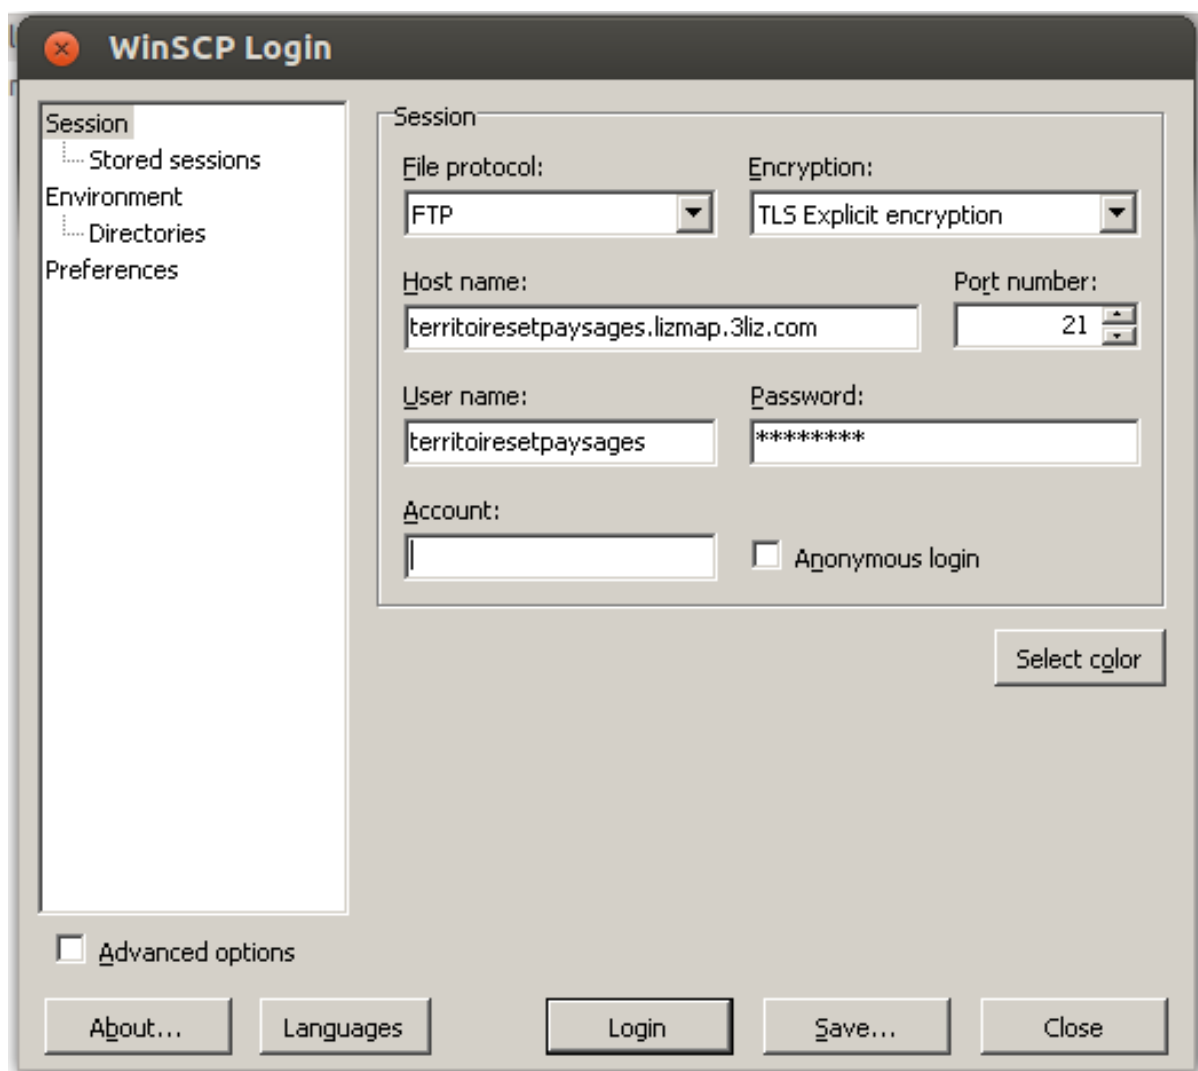 WinSCP Login
Session
Stored sessions
Environment
Directories
Preferences
Session
File protocol: Encryption:
FTP TLS Explicit encryption
Host name: Port number:
territoiresetpaysages.lizmap.3liz.com 21
User name: Password:
territoiresetpaysages ********
Account:
Anonymous login
Select color
Advanced options
About... Languages Login Save... Close